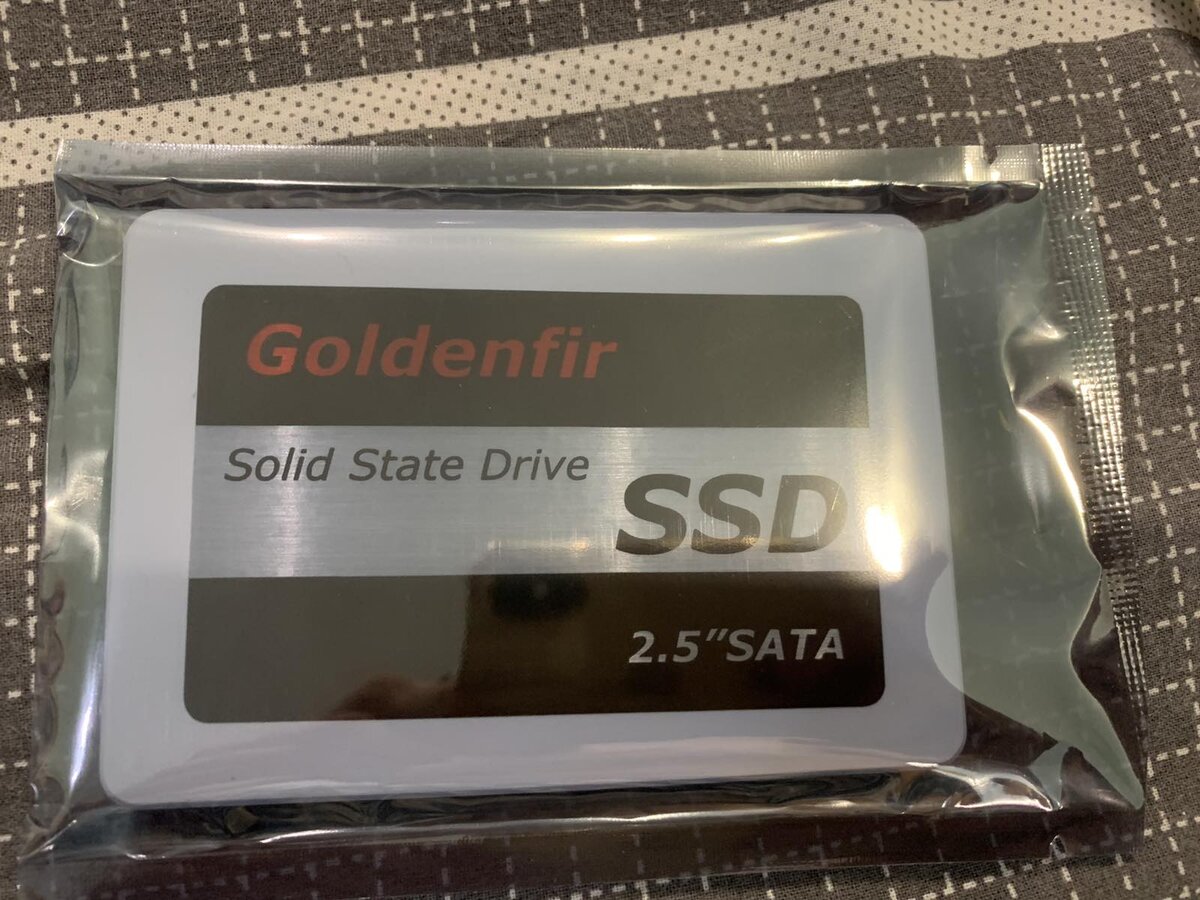 Goldenfir
Solid State Drive
SSD
2.5"SATA